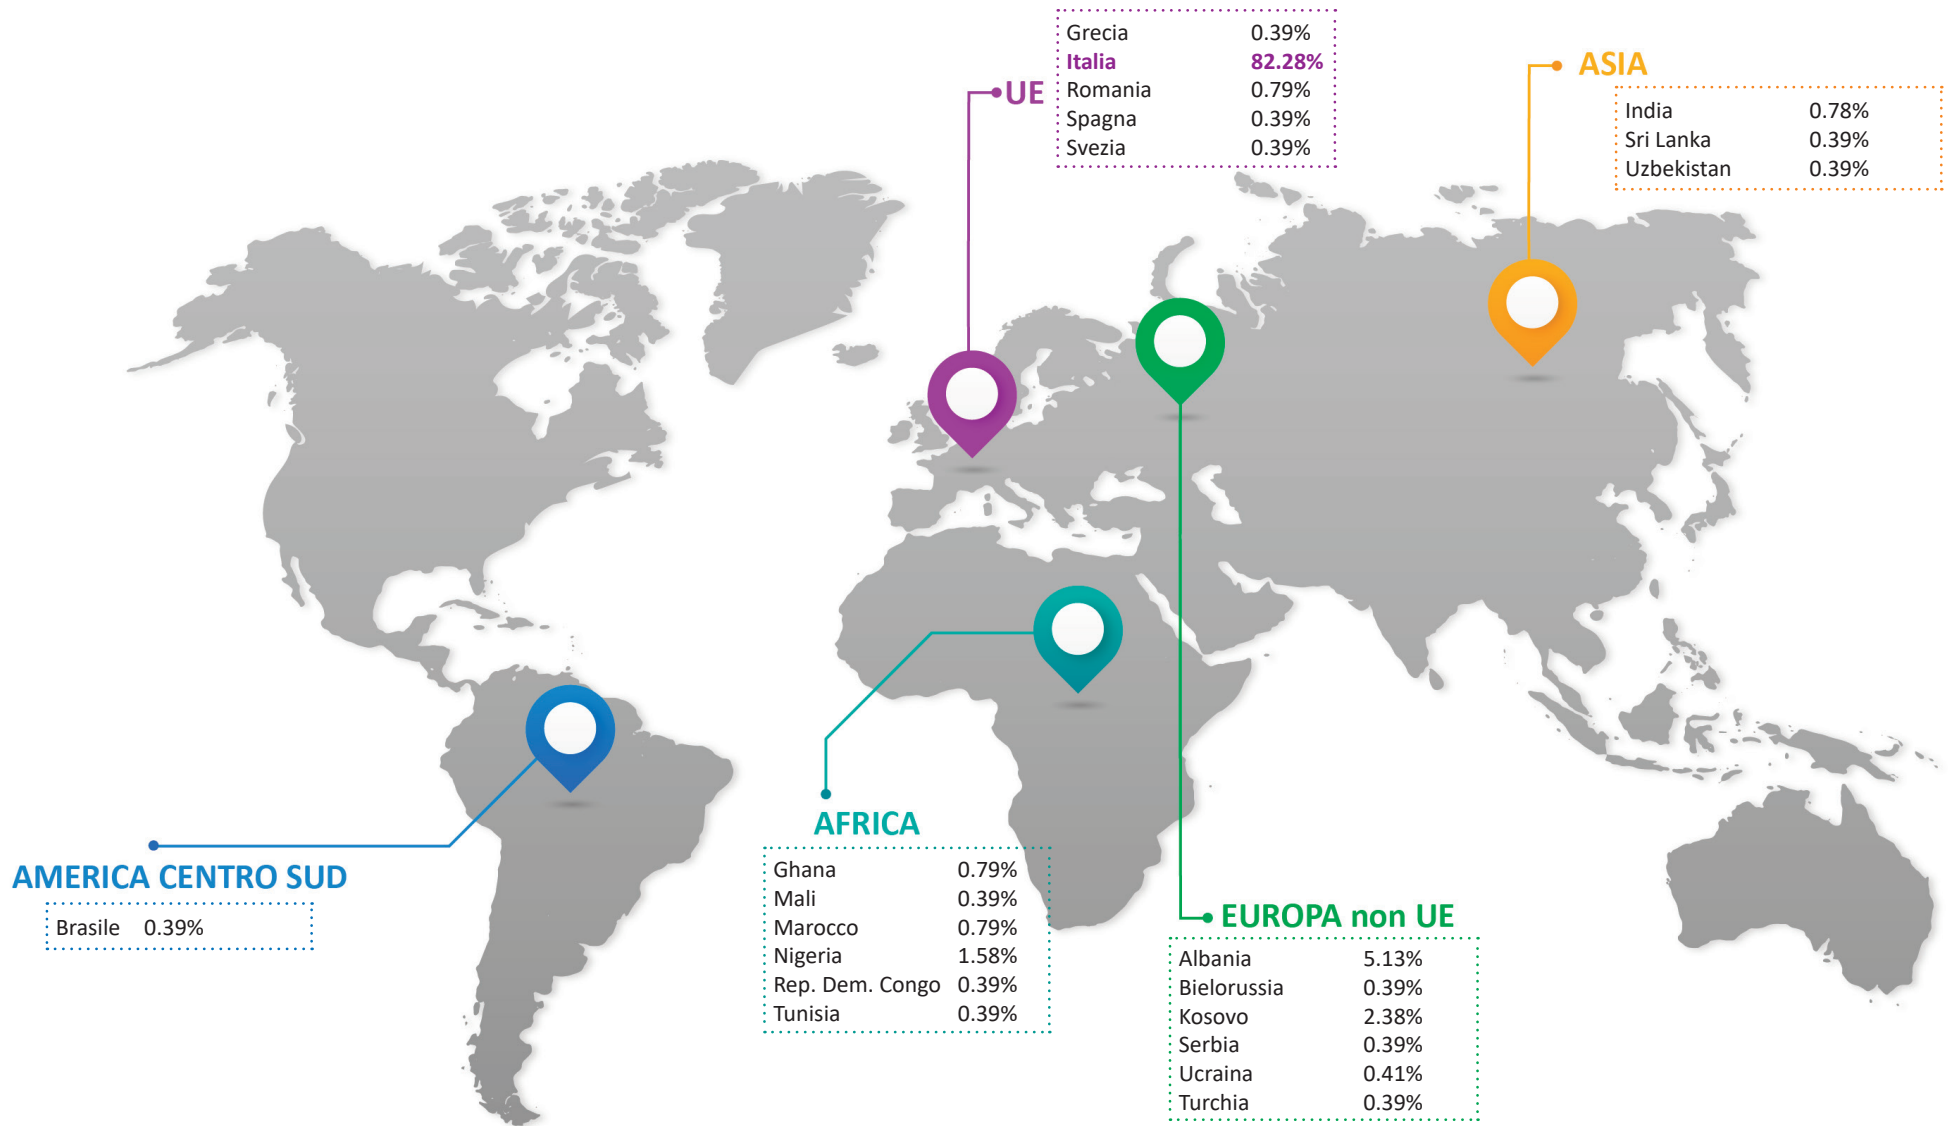 UE
Grecia 0.39%
Italia 82.28%
Romania 0.79%
Spagna 0.39%
Svezia 0.39%
ASIA
India 0.78%
Sri Lanka 0.39%
Uzbekistan 0.39%
AMERICA CENTRO SUD
Brasile 0.39%
AFRICA
Ghana 0.79%
Mali 0.39%
Marocco 0.79%
Nigeria 1.58%
Rep. Dem. Congo 0.39%
Tunisia 0.39%
EUROPA non UE
Albania 5.13%
Bielorussia 0.39%
Kosovo 2.38%
Serbia 0.39%
Ucraina 0.41%
Turchia 0.39%